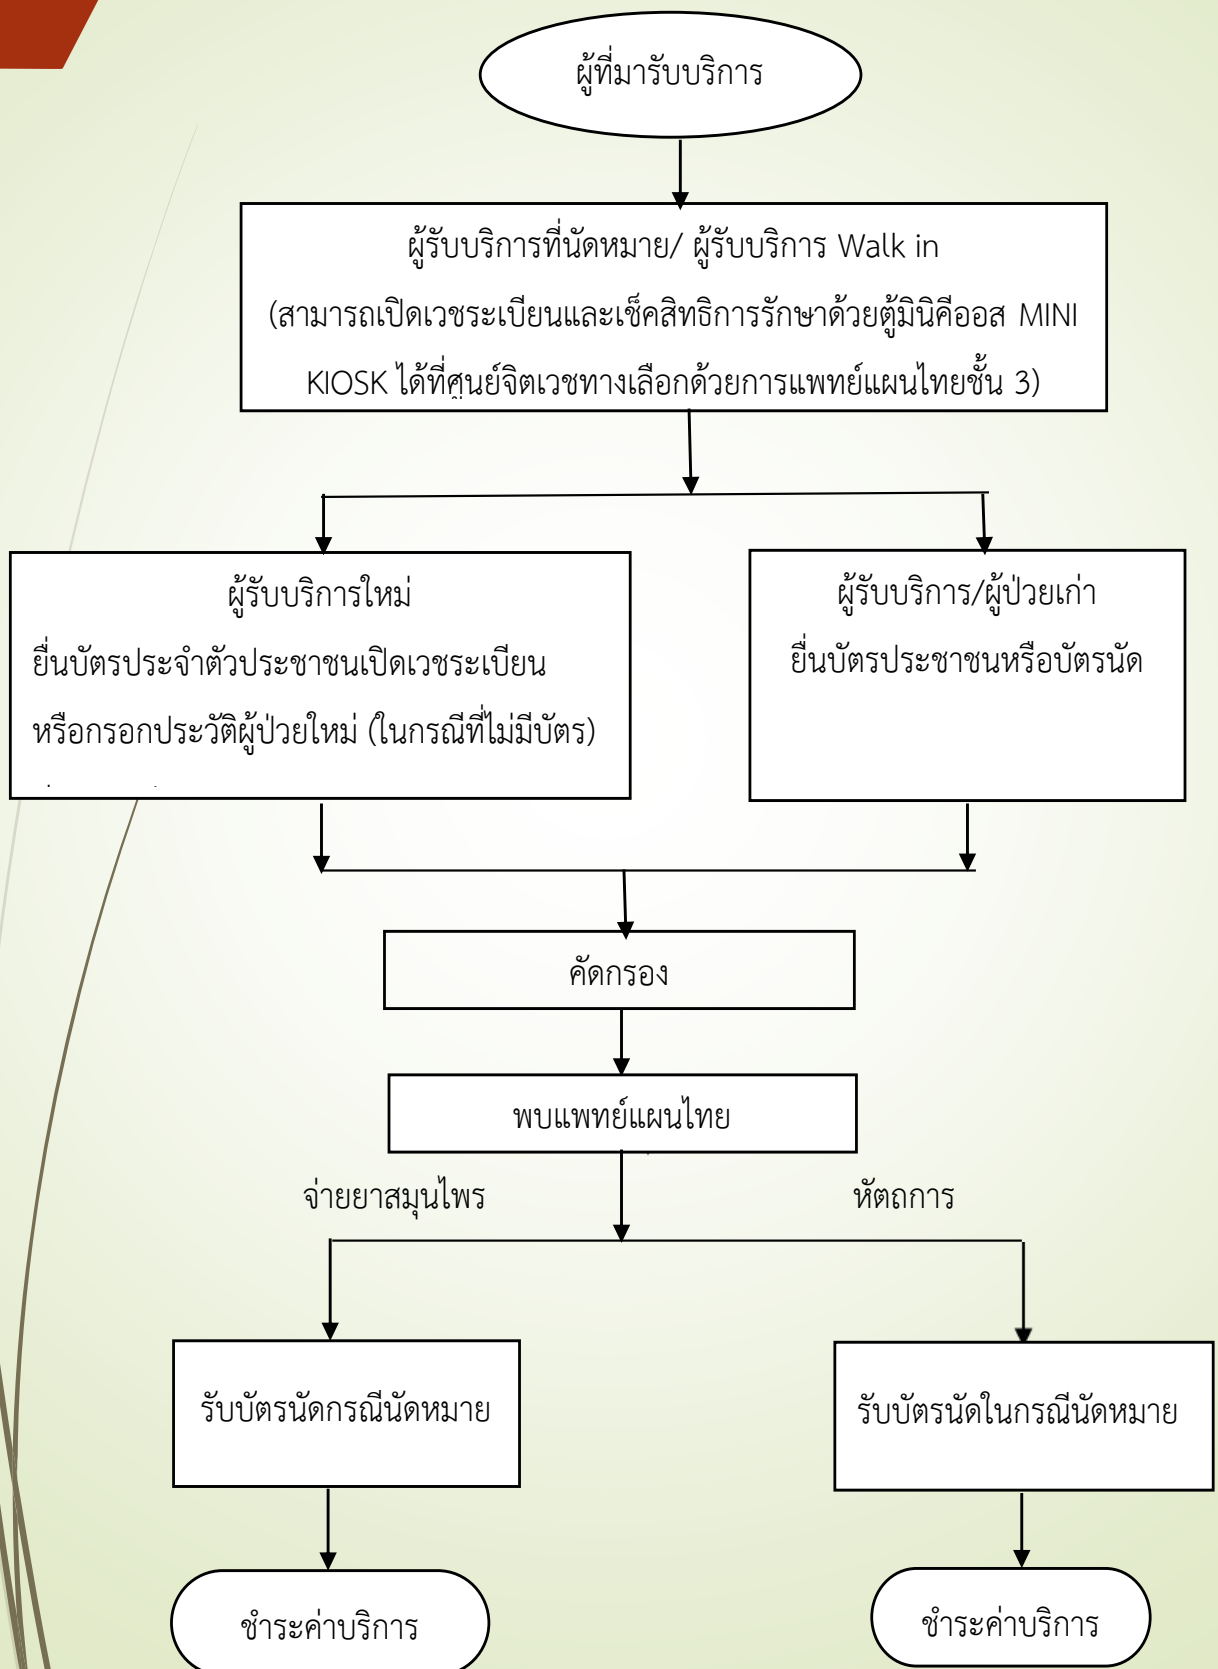 ผู้ที่มารับบริการ
ผู้รับบริการที่นัดหมาย/ ผู้รับบริการ Walk in
(สามารถเปิดเวชระเบียนและเช็คสิทธิการรักษาด้วยตู้มินิคีออส MINI
KIOSK ได้ที่ศูนย์จิตเวชทางเลือกด้วยการแพทย์แผนไทยชั้น 3)
ผู้รับบริการใหม่
ยื่นบัตรประจำตัวประชาชนเปิดเวชระเบียน
หรือกรอกประวัติผู้ป่วยใหม่ (ในกรณีที่ไม่มีบัตร)
ผู้รับบริการ/ผู้ป่วยเก่า
ยื่นบัตรประชาชนหรือบัตรนัด
คัดกรอง
พบแพทย์แผนไทย
จ่ายยาสมุนไพร
หัตถการ
รับบัตรนัดกรณีนัดหมาย
รับบัตรนัดในกรณีนัดหมาย
ชำระค่าบริการ
ชำระค่าบริการ